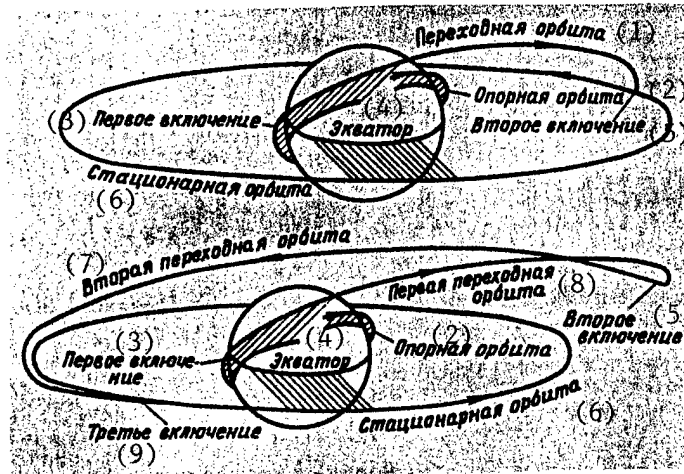 Переходная орбита (1)
(2)
Опорная орбита
(4)
(3) Первое включение
Экватор
Второе включение (5)
Стационарная орбита
(6)
(7)
Вторая переходная орбита
Первая переходная
орбита (8)
(5
Второе
включение
(3)
(4)
(2)
Первое включе-
ние
Экватор
Опорная орбита
Стационарная орбита
(6)
Третье включение
(9)